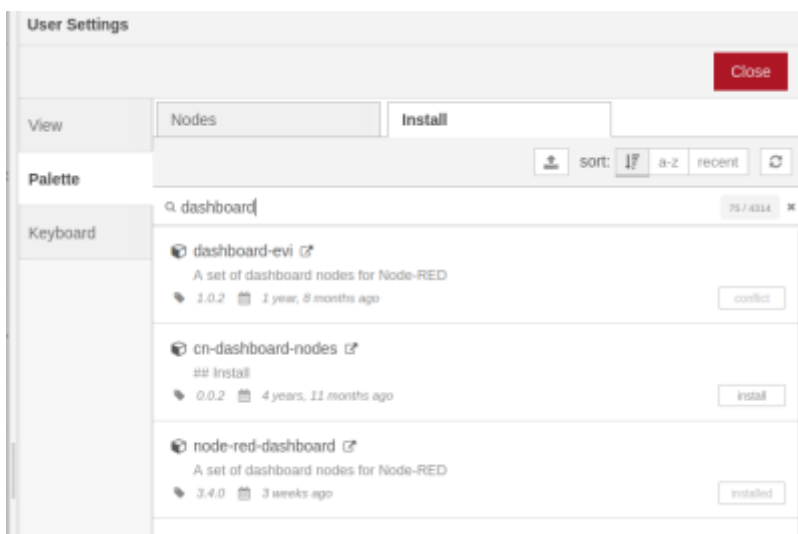 User Settings
Close
View
Nodes
Install
sort:
a-z
recent
Palette
dashboard
75 / 4314
Keyboard
dashboard-evi
A set of dashboard nodes for Node-RED
1.0.2 1 year, 8 months ago
conflict
cn-dashboard-nodes
## Install
0.0.2 4 years, 11 months ago
install
node-red-dashboard
A set of dashboard nodes for Node-RED
3.4.0 3 weeks ago
installed